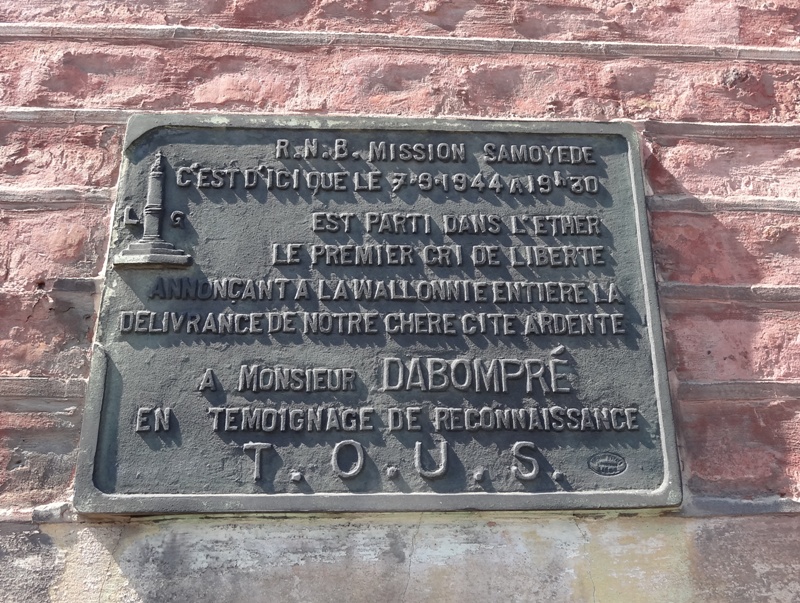 R.N.B. MISSION SAMOYEDE
C'EST D'ICI QUE LE 7.9.1944 A 19H30
L G
EST PARTI DANS L'ETHER
LE PREMIER CRI DE LIBERTE
ANNONÇANT A LA WALLONNIE ENTIERE LA
DELIVRANCE DE NOTRE CHERE CITE ARDENTE
A MONSIEUR DABOMPRÉ
EN TEMOIGNAGE DE RECONNAISSANCE
T.O.U.S.